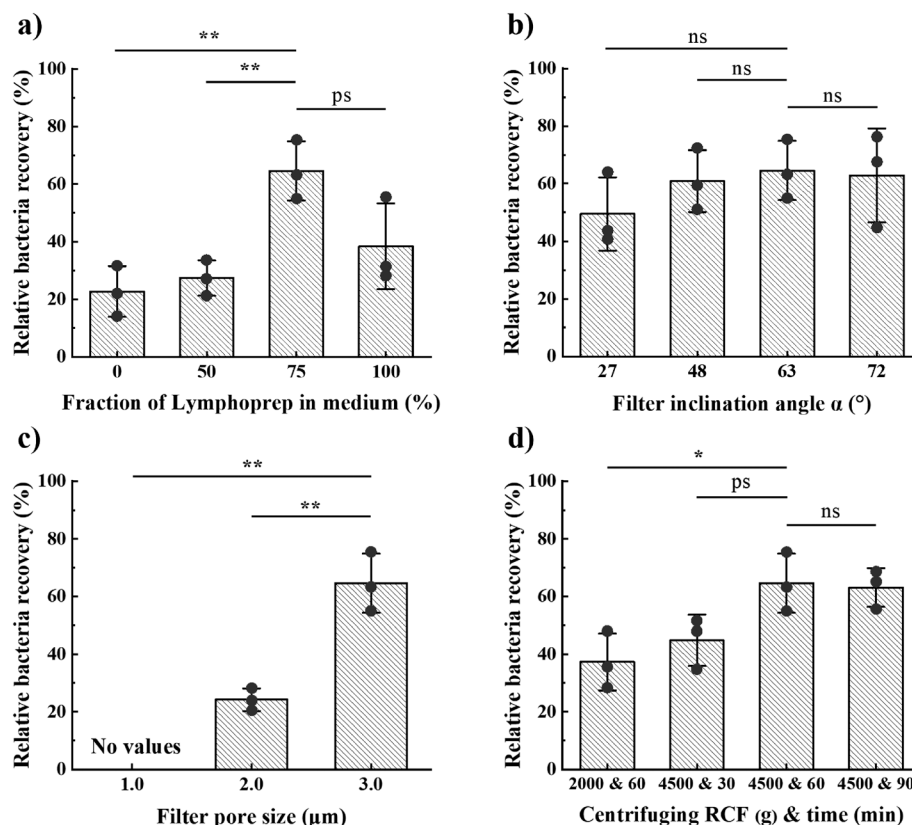 a)
**
**
ps
Relative bacteria recovery (%)
100
80
60
40
20
0
0 50 75 100
Fraction of Lymphoprep in medium (%)
b)
ns
ns
ns
Relative bacteria recovery (%)
100
80
60
40
20
0
27 48 63 72
Filter inclination angle α (°)
c)
**
**
Relative bacteria recovery (%)
100
80
60
40
20
0
No values
1.0 2.0 3.0
Filter pore size (µm)
d)
*
ps
ns
Relative bacteria recovery (%)
100
80
60
40
20
0
2000 & 60 4500 & 30 4500 & 60 4500 & 90
Centrifuging RCF (g) & time (min)